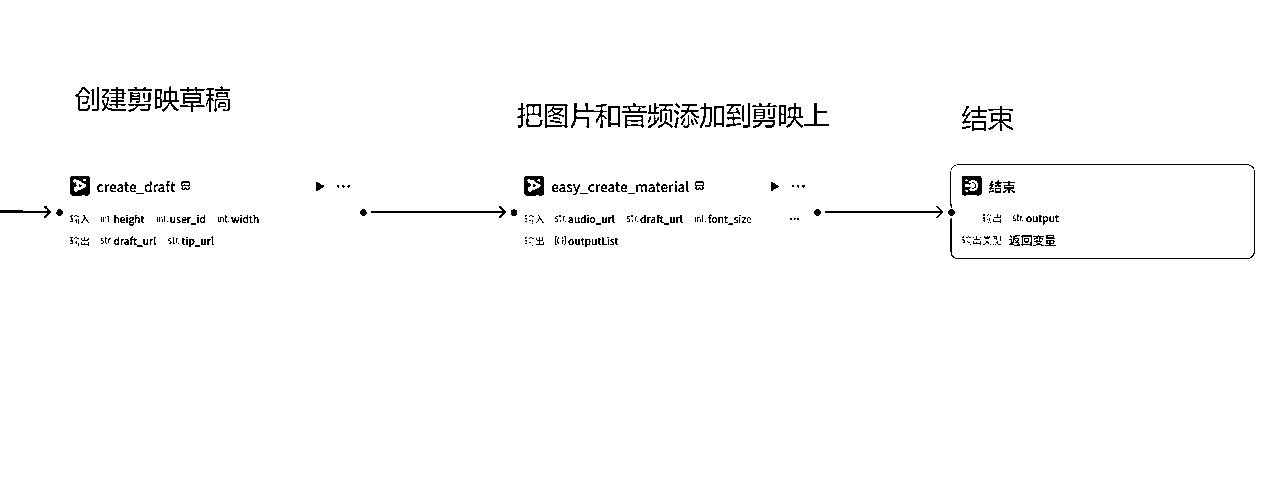 创建剪映草稿
把图片和音频添加到剪映上
结束
create_draft
输入 int.height int.user_id int.width
输出 str.draft_url str.tip_url
easy_create_material
输入 str.audio_url str.draft_url int.font_size ...
输出 outputList
结束
输出 str.output
输出类型 返回变量